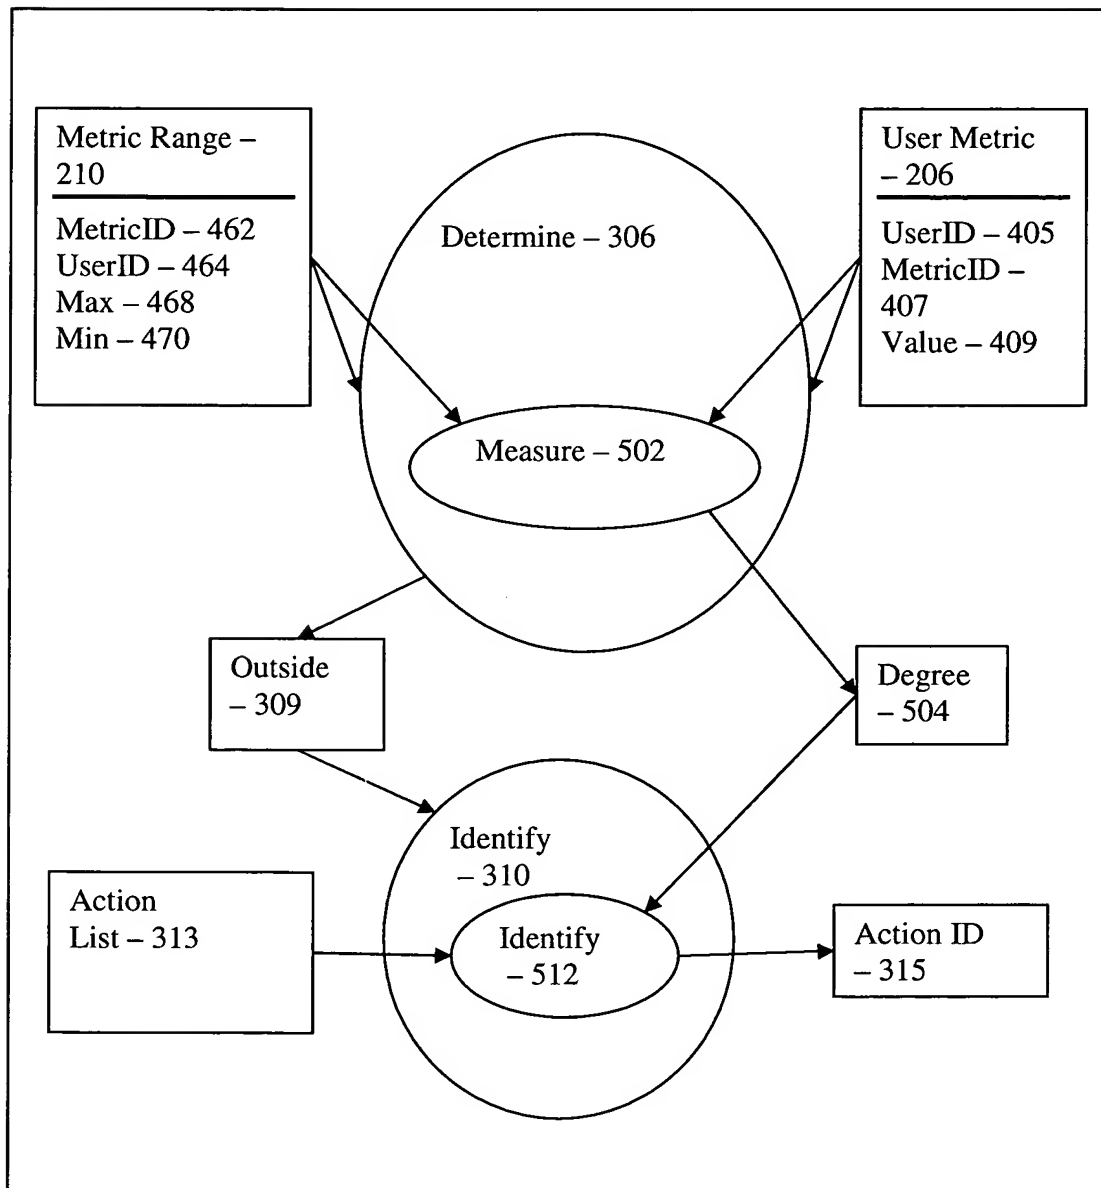 Metric Range –
210
MetricID – 462
UserID – 464
Max – 468
Min – 470
User Metric
– 206
UserID – 405
MetricID –
407
Value – 409
Determine – 306
Measure – 502
Outside
– 309
Degree
– 504
Identify
– 310
Action
List – 313
Identify
– 512
Action ID
– 315